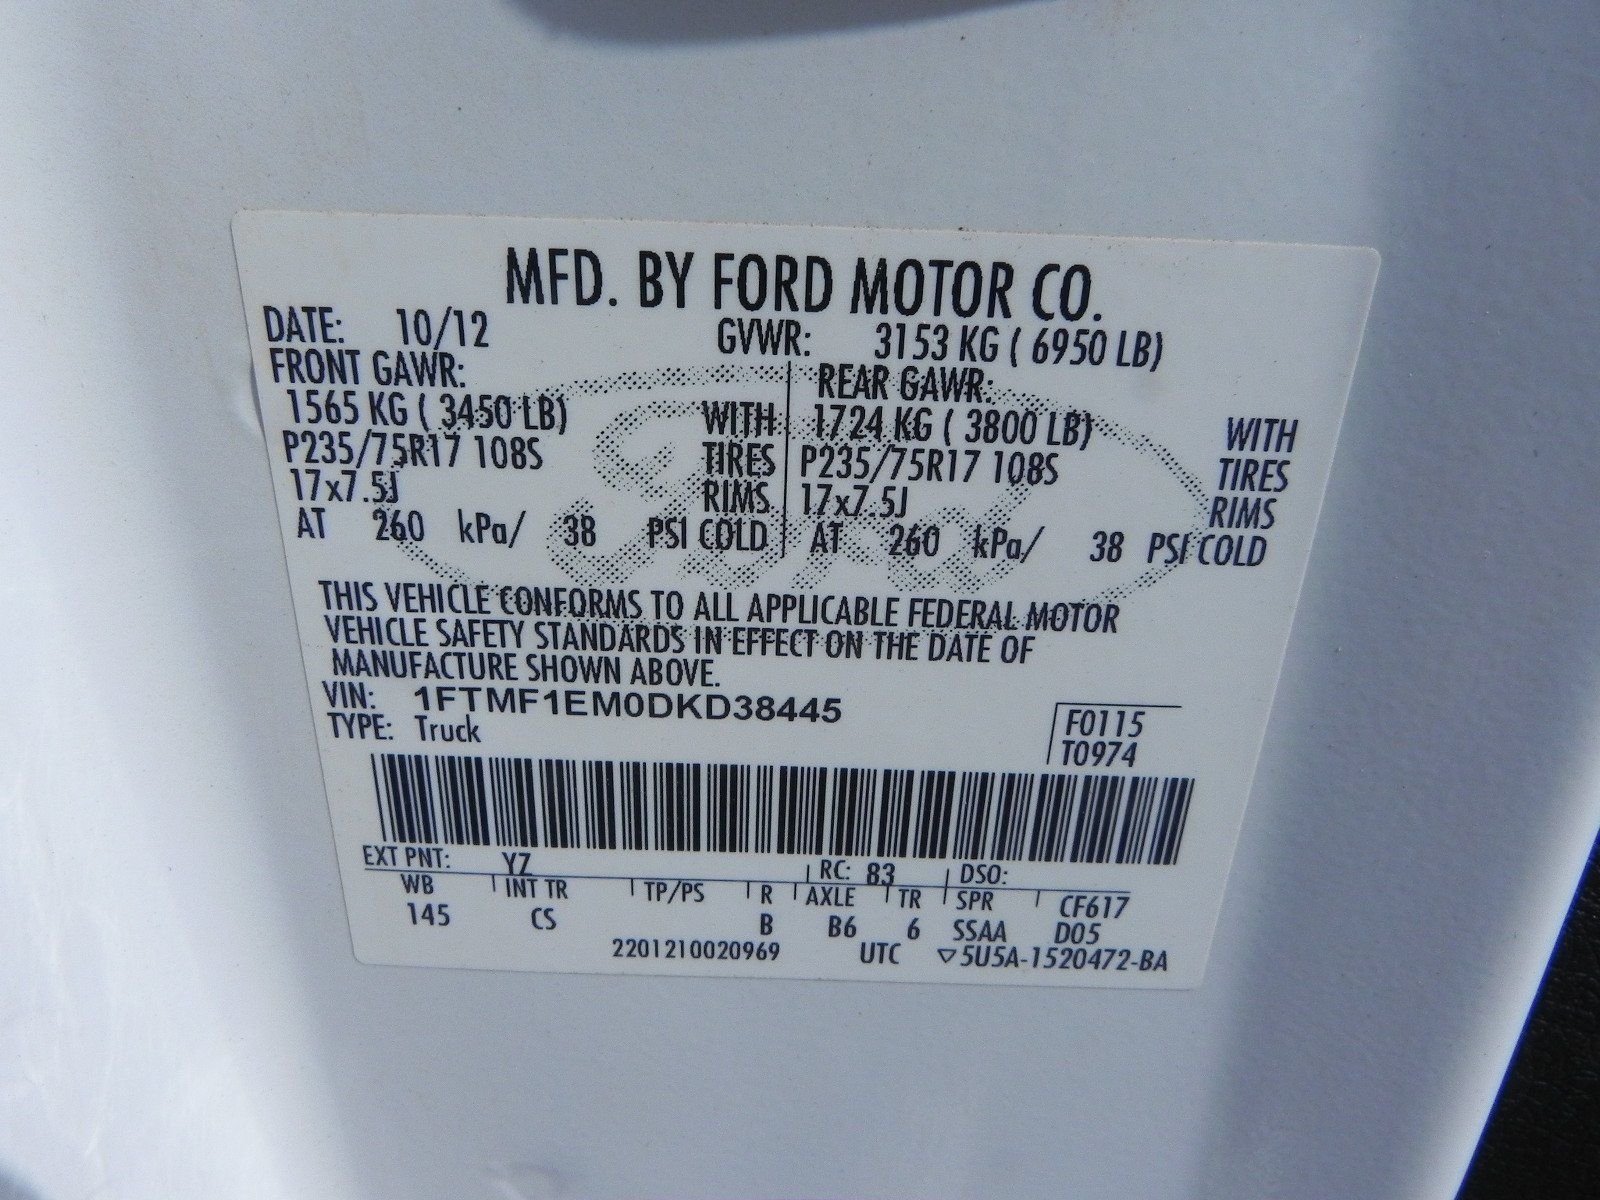 MFD. BY FORD MOTOR CO.
DATE: 10/12 GVWR: 3153 KG ( 6950 LB)
FRONT GAWR: REAR GAWR:
1565 KG ( 3450 LB) WITH 1724 KG ( 3800 LB) WITH
P235/75R17 108S TIRES P235/75R17 108S TIRES
17x7.5J RIMS 17x7.5J RIMS
AT 260 kPa/ 38 PSI COLD AT 260 kPa/ 38 PSI COLD
Ford
THIS VEHICLE CONFORMS TO ALL APPLICABLE FEDERAL MOTOR
VEHICLE SAFETY STANDARDS IN EFFECT ON THE DATE OF
MANUFACTURE SHOWN ABOVE.
VIN: 1FTMF1EM0DKD38445
TYPE: Truck
F0115
T0974
EXT PNT: YZ RC: 83 DSO:
WB INT TR TP/PS R AXLE TR SPR CF617
145 CS B B6 6 SSAA D05
2201210020969 UTC ▽5U5A-1520472-BA